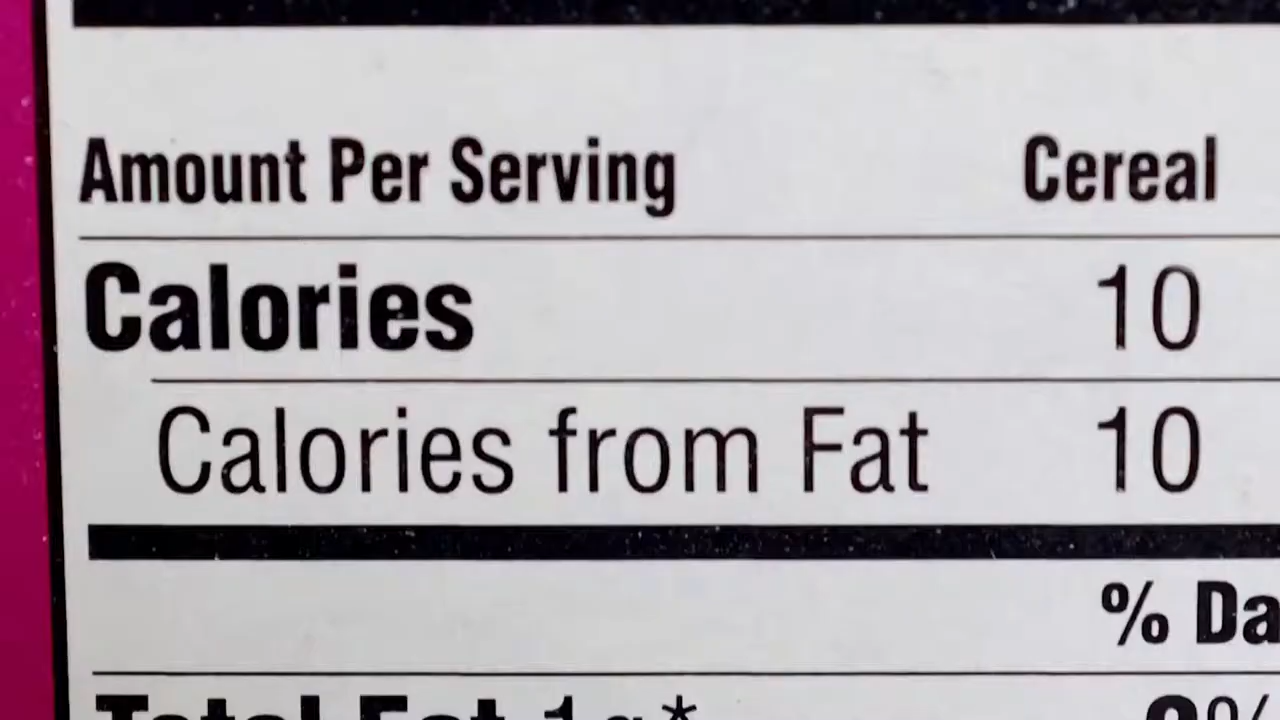 Amount Per Serving Cereal
Calories 10
Calories from Fat 10
% Da
Total Fat 1g*